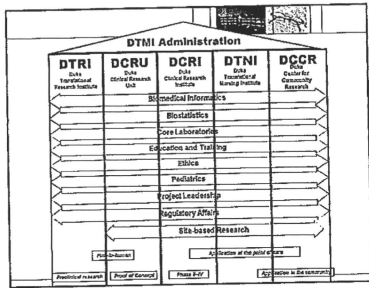 DTMI Administration
DTRI
Duke
Translational
Research Institute
DCRU
Duke
Clinical Research
Unit
DCRI
Duke
Clinical Research
Institute
DTNI
Duke
Translational
Nursing Institute
DCCR
Duke
Center for
Community
Research
Biomedical Informatics
Biostatistics
Core Laboratories
Education and Training
Ethics
Pediatrics
Project Leadership
Regulatory Affairs
Site-based Research
First-in-human
Application at the point of care
Preclinical research
Proof of Concept
Phase II-IV
Application in the community